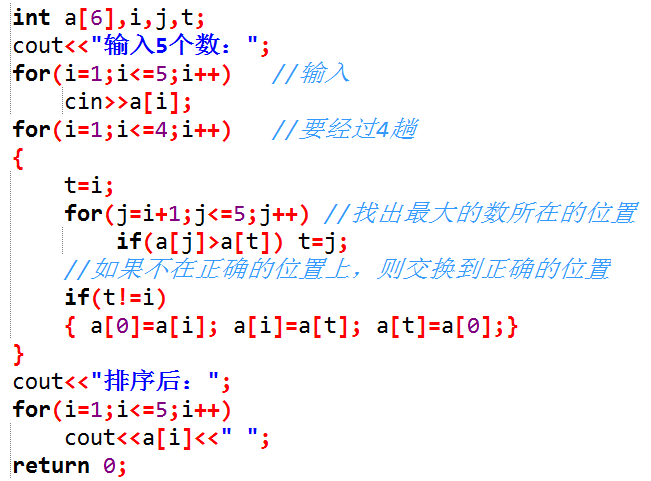 int a[6],i,j,t;
cout<<"输入5个数：";
for(i=1;i<=5;i++)   //输入
    cin>>a[i];
for(i=1;i<=4;i++)   //要经过4趟
{
    t=i;
    for(j=i+1;j<=5;j++) //找出最大的数所在的位置
        if(a[j]>a[t]) t=j;
    //如果不在正确的位置上，则交换到正确的位置
    if(t!=i)
    { a[0]=a[i]; a[i]=a[t]; a[t]=a[0];}
}
cout<<"排序后：";
for(i=1;i<=5;i++)
    cout<<a[i]<<" ";
return 0;